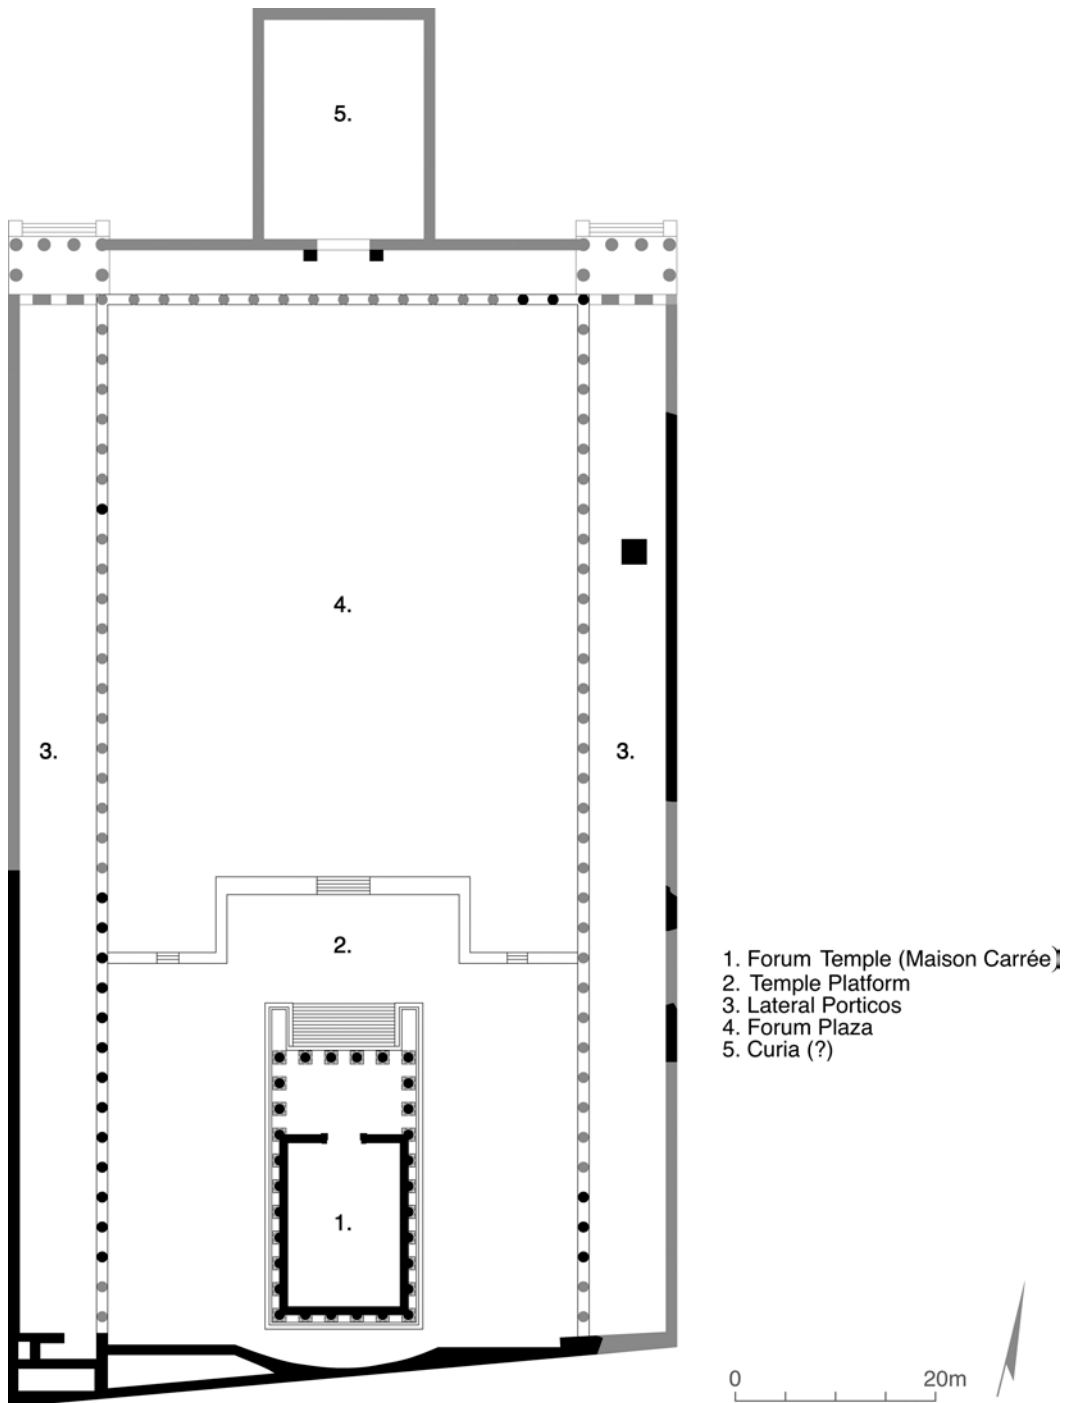 5.
4.
3.
3.
2.
1.
1. Forum Temple (Maison Carrée)
2. Temple Platform
3. Lateral Porticos
4. Forum Plaza
5. Curia (?)
0 20m